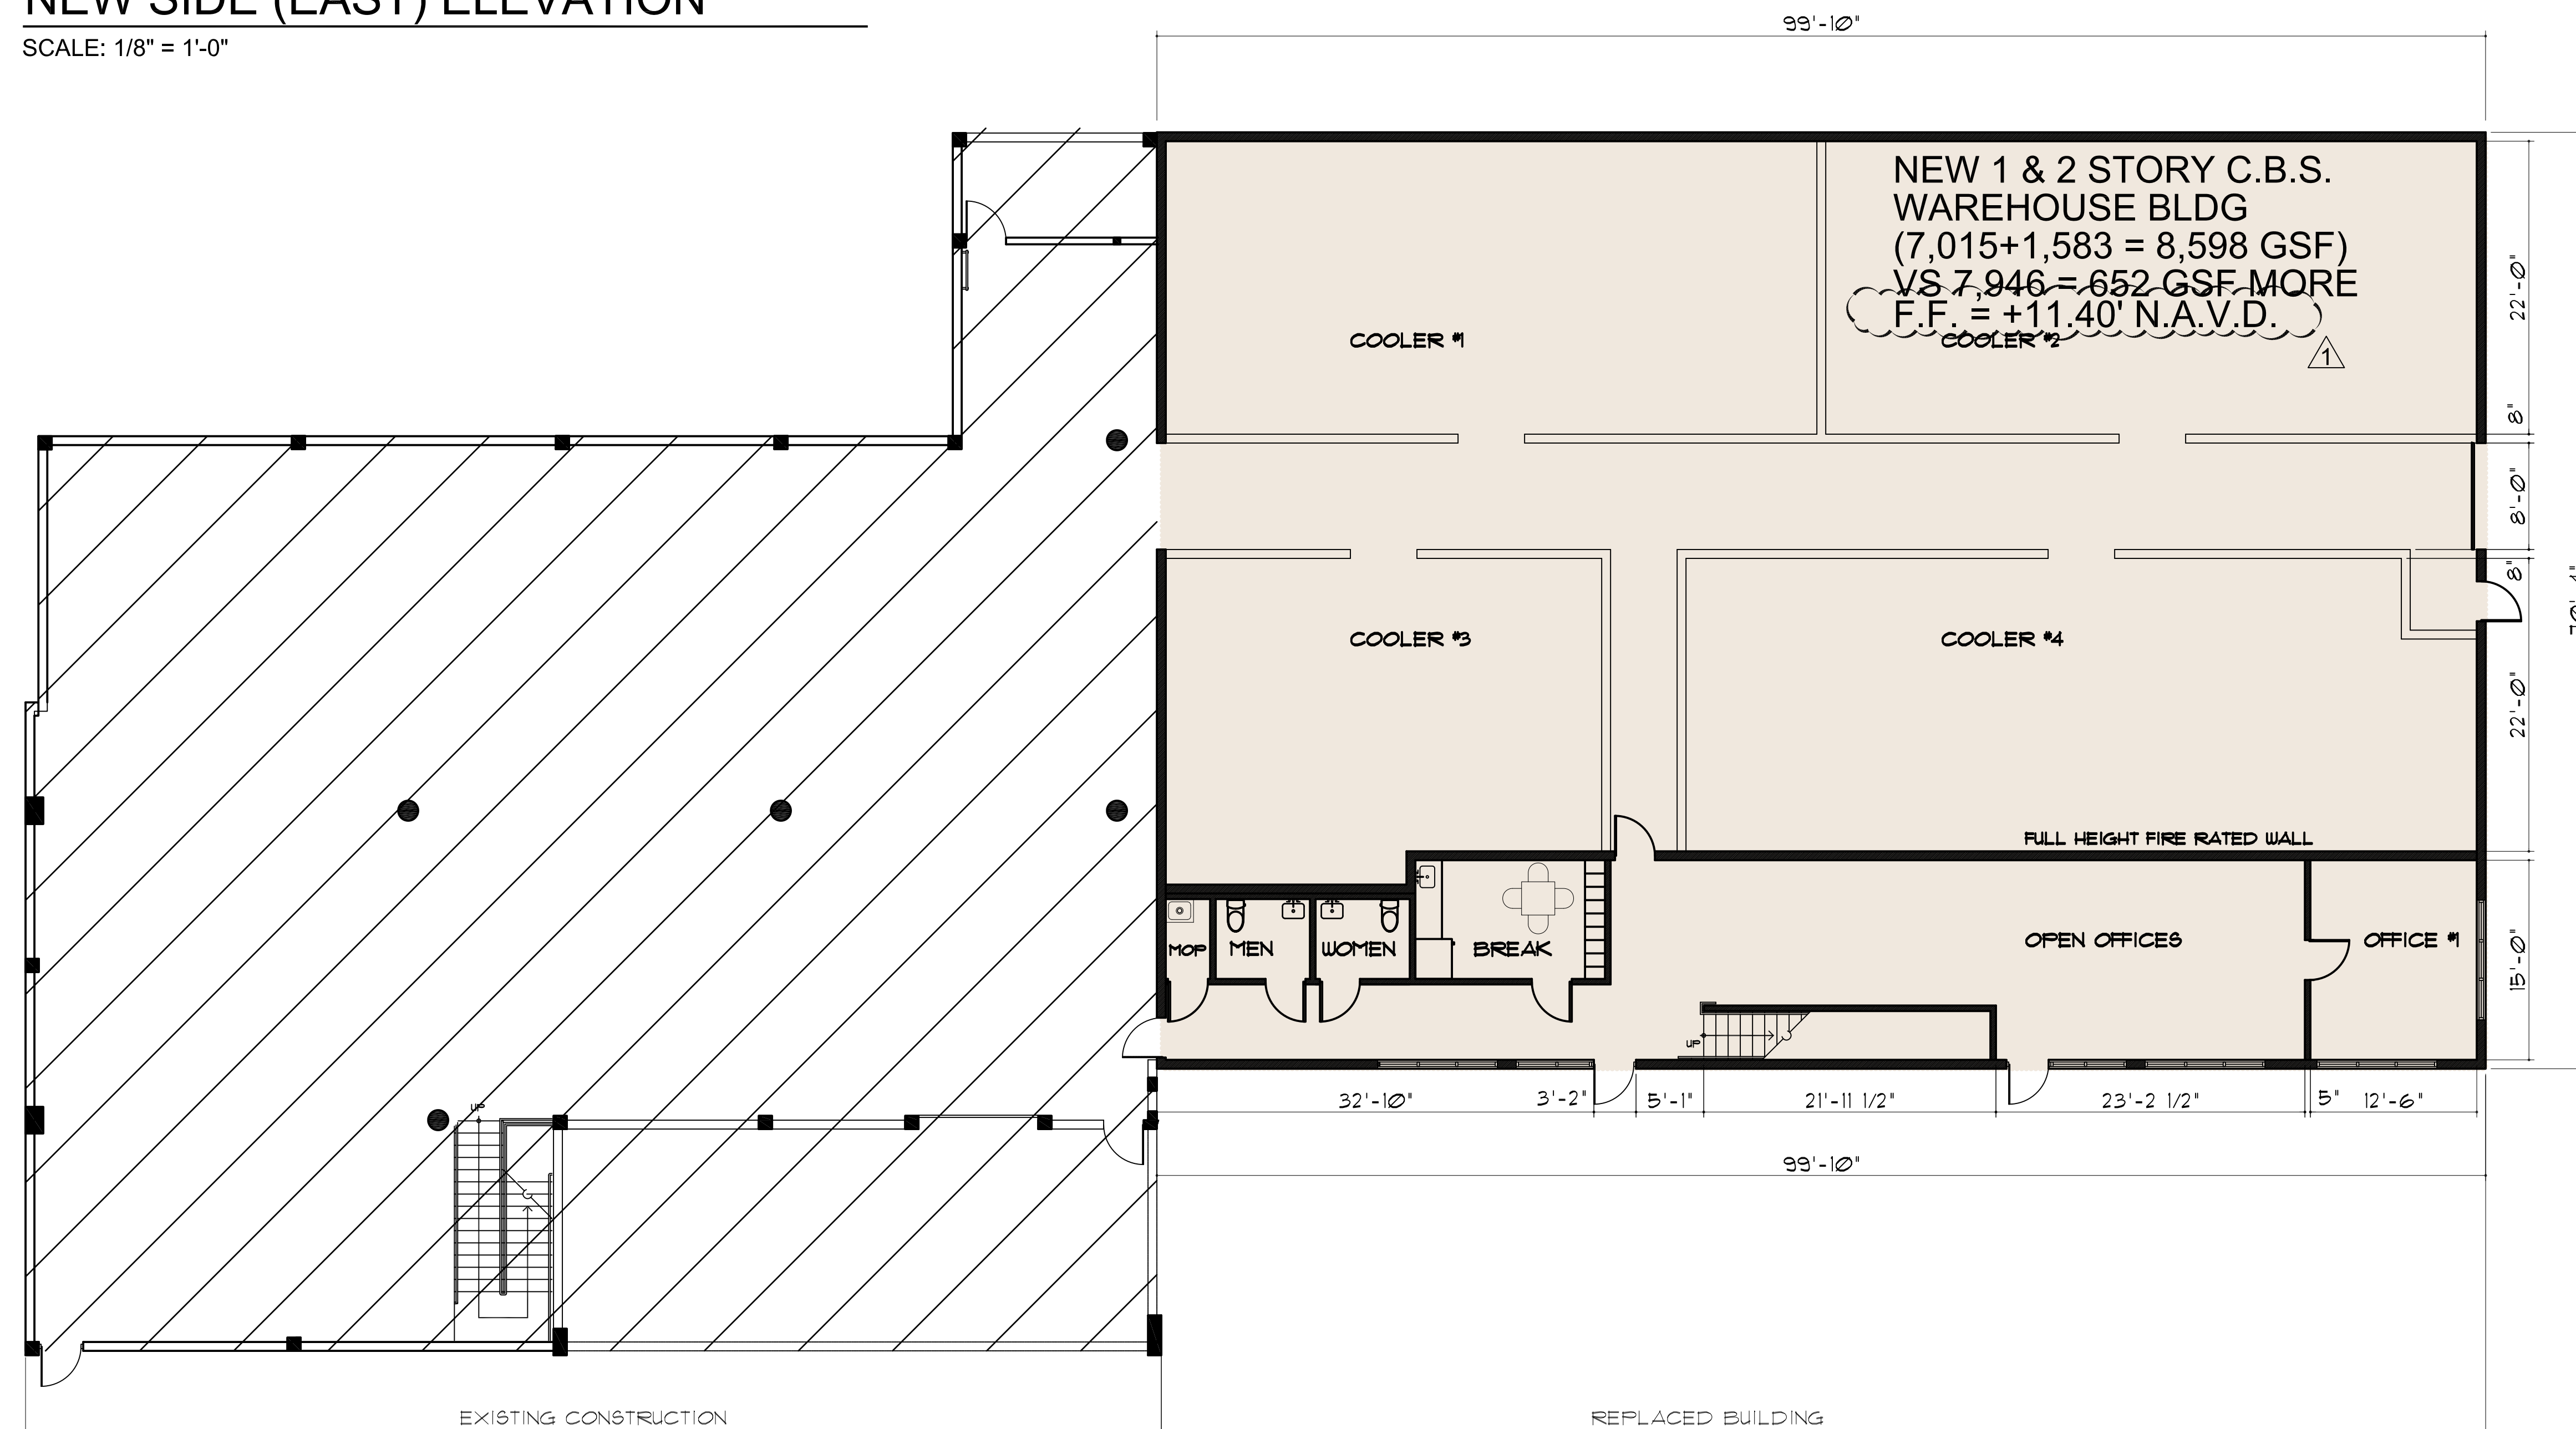 NEW SIDE (EAST) ELEVATION
SCALE: 1/8" = 1'-0"
99'-10"
NEW 1 & 2 STORY C.B.S.
WAREHOUSE BLDG
(7,015+1,583 = 8,598 GSF)
VS 7,946 = 652 GSF MORE
F.F. = +11.40' N.A.V.D.
1
COOLER #1
COOLER #2
22'-0"
8"
8'-0"
8"
COOLER #3
COOLER #4
22'-0"
FULL HEIGHT FIRE RATED WALL
MOP
MEN
WOMEN
BREAK
OPEN OFFICES
OFFICE #1
15'-0"
UP
UP
32'-10"
3'-2"
5'-1"
21'-11 1/2"
23'-2 1/2"
5"
12'-6"
99'-10"
EXISTING CONSTRUCTION
REPLACED BUILDING